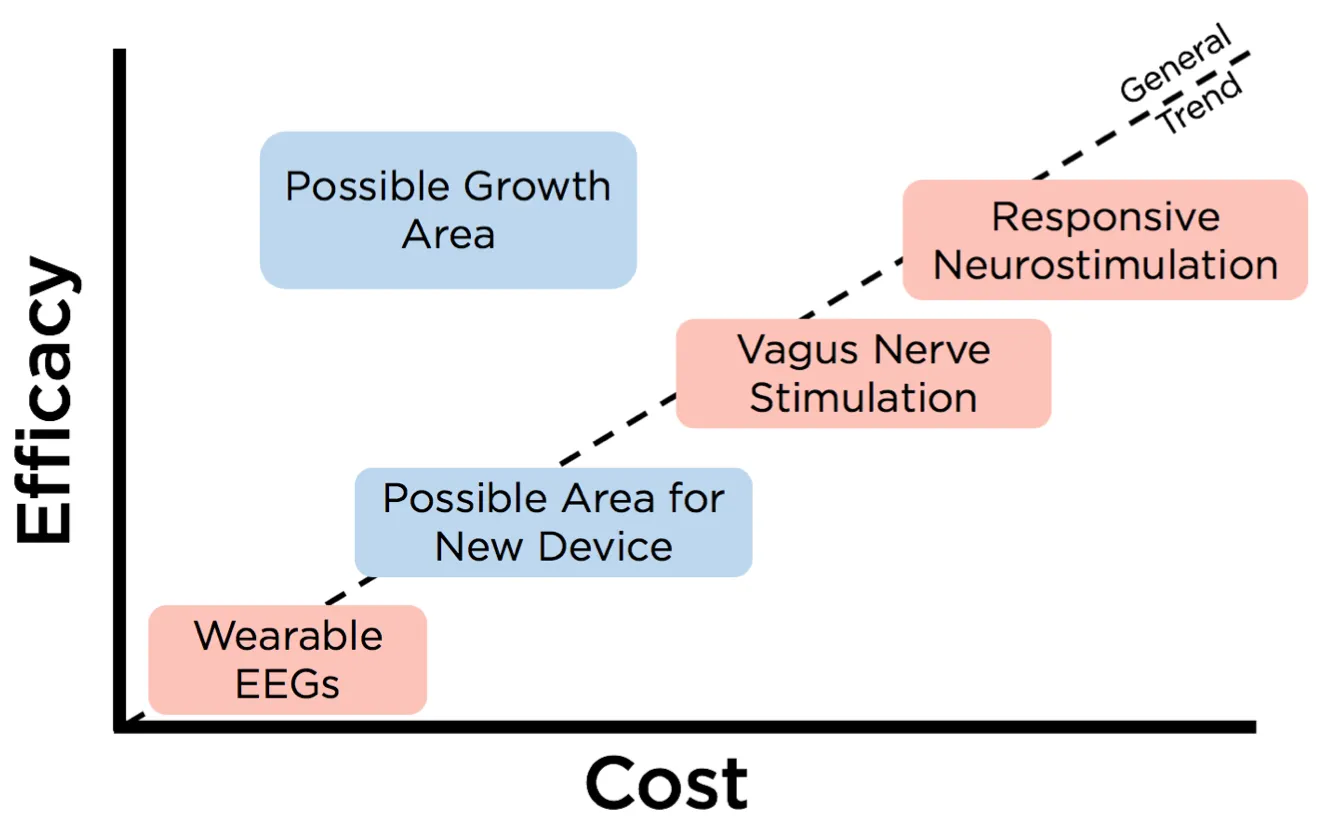 General
Trend
Possible Growth
Area
Responsive
Neurostimulation
Vagus Nerve
Stimulation
Possible Area for
New Device
Wearable
EEGs
Efficacy
Cost